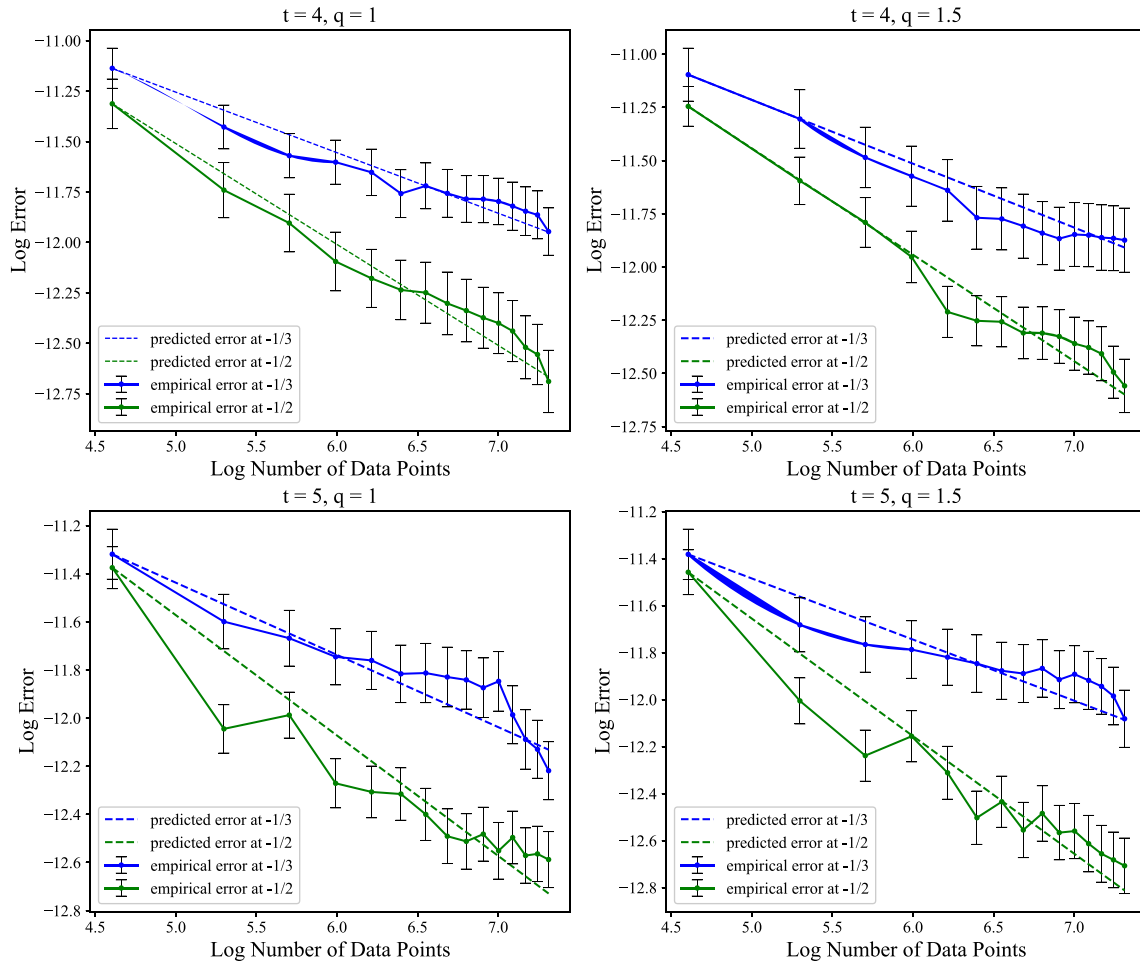 t = 4, q = 1
−11.00
−11.25
−11.50
−11.75
−12.00
−12.25
−12.50
−12.75
Log Error
predicted error at -1/3
predicted error at -1/2
empirical error at -1/3
empirical error at -1/2
4.5 5.0 5.5 6.0 6.5 7.0
Log Number of Data Points
t = 4, q = 1.5
−11.00
−11.25
−11.50
−11.75
−12.00
−12.25
−12.50
−12.75
Log Error
predicted error at -1/3
predicted error at -1/2
empirical error at -1/3
empirical error at -1/2
4.5 5.0 5.5 6.0 6.5 7.0
Log Number of Data Points
t = 5, q = 1
−11.2
−11.4
−11.6
−11.8
−12.0
−12.2
−12.4
−12.6
−12.8
Log Error
predicted error at -1/3
predicted error at -1/2
empirical error at -1/3
empirical error at -1/2
4.5 5.0 5.5 6.0 6.5 7.0
Log Number of Data Points
t = 5, q = 1.5
−11.2
−11.4
−11.6
−11.8
−12.0
−12.2
−12.4
−12.6
−12.8
Log Error
predicted error at -1/3
predicted error at -1/2
empirical error at -1/3
empirical error at -1/2
4.5 5.0 5.5 6.0 6.5 7.0
Log Number of Data Points